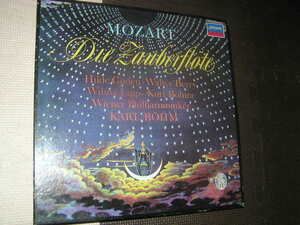 MOZART
Die Zauberflöte
Hilde Gueden · Walter Berry
Wilma Lipp · Kurt Böhme
Wiener Philharmoniker
KARL BÖHM